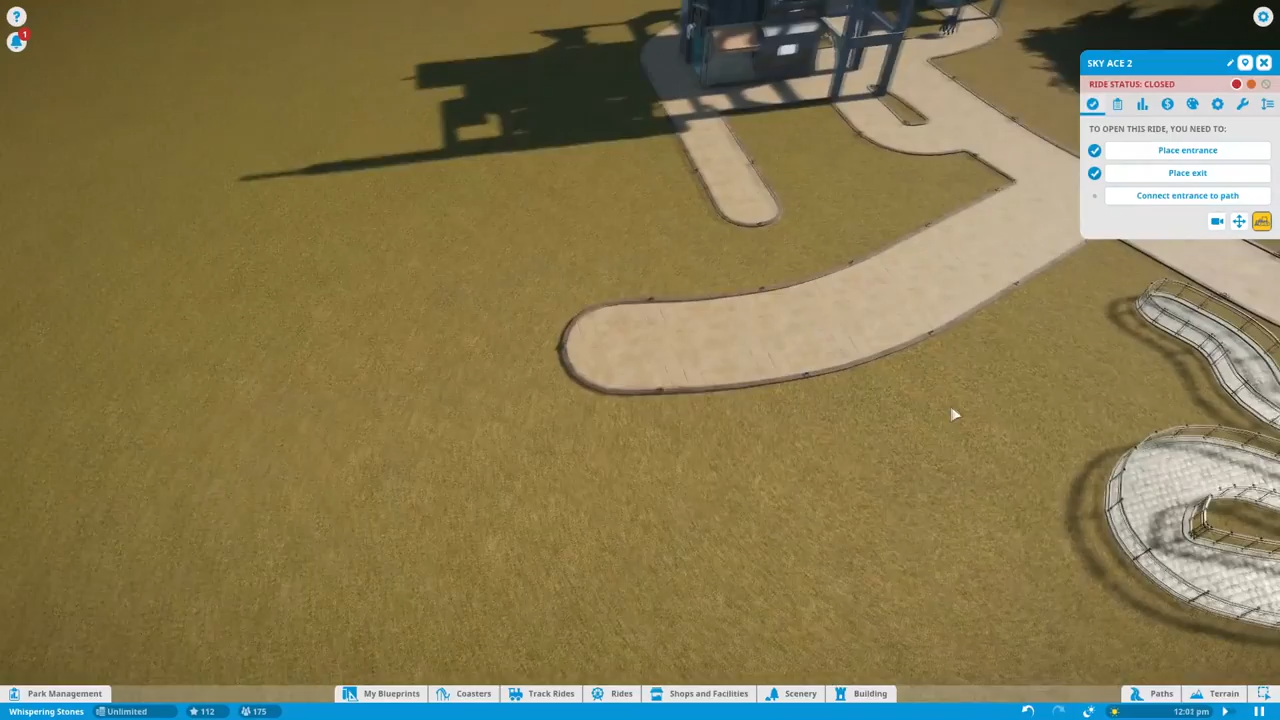 ?
1
SKY ACE 2
RIDE STATUS: CLOSED
TO OPEN THIS RIDE, YOU NEED TO:
Place entrance
Place exit
Connect entrance to path
Park Management
My Blueprints
Coasters
Track Rides
Rides
Shops and Facilities
Scenery
Building
Paths
Terrain
Whispering Stones
Unlimited
112
175
12:01 pm